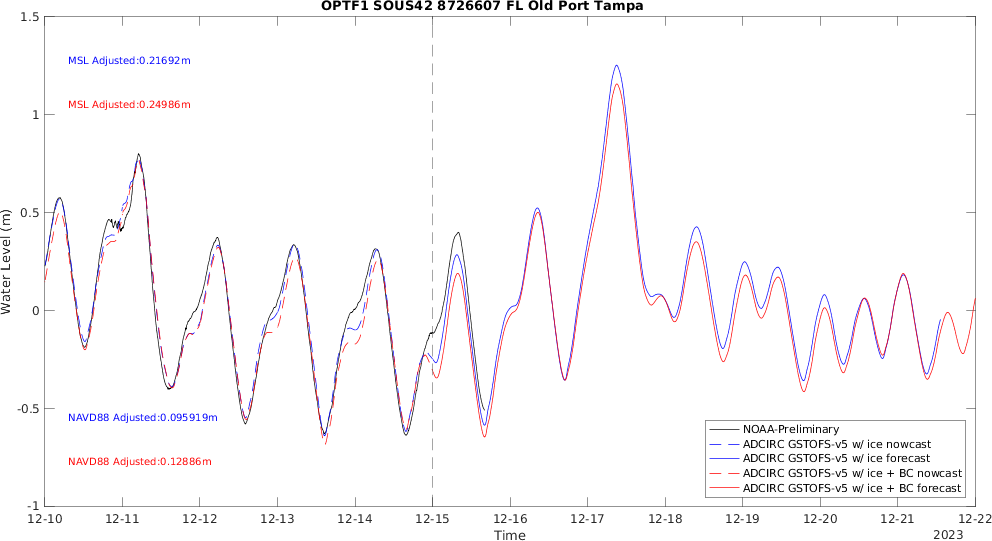 OPTF1 SOUS42 8726607 FL Old Port Tampa
1.5
1
0.5
0
-0.5
-1
Water Level (m)
MSL Adjusted:0.21692m
MSL Adjusted:0.24986m
NAVD88 Adjusted:0.095919m
NAVD88 Adjusted:0.12886m
NOAA-Preliminary
ADCIRC GSTOFS-v5 w/ ice nowcast
ADCIRC GSTOFS-v5 w/ ice forecast
ADCIRC GSTOFS-v5 w/ ice + BC nowcast
ADCIRC GSTOFS-v5 w/ ice + BC forecast
12-10 12-11 12-12 12-13 12-14 12-15 12-16 12-17 12-18 12-19 12-20 12-21 12-22
Time
2023